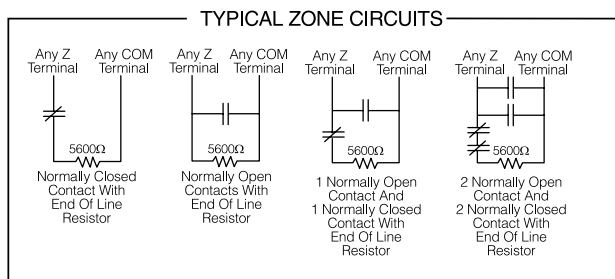 TYPICAL ZONE CIRCUITS
Any Z
Terminal
Any COM
Terminal
5600Ω
Normally Closed
Contact With
End Of Line
Resistor
Any Z
Terminal
Any COM
Terminal
5600Ω
Normally Open
Contacts With
End Of Line
Resistor
Any Z
Terminal
Any COM
Terminal
5600Ω
1 Normally Open
Contact And
1 Normally Closed
Contact With
End Of Line
Resistor
Any Z
Terminal
Any COM
Terminal
5600Ω
2 Normally Open
Contact And
2 Normally Closed
Contact With
End Of Line
Resistor